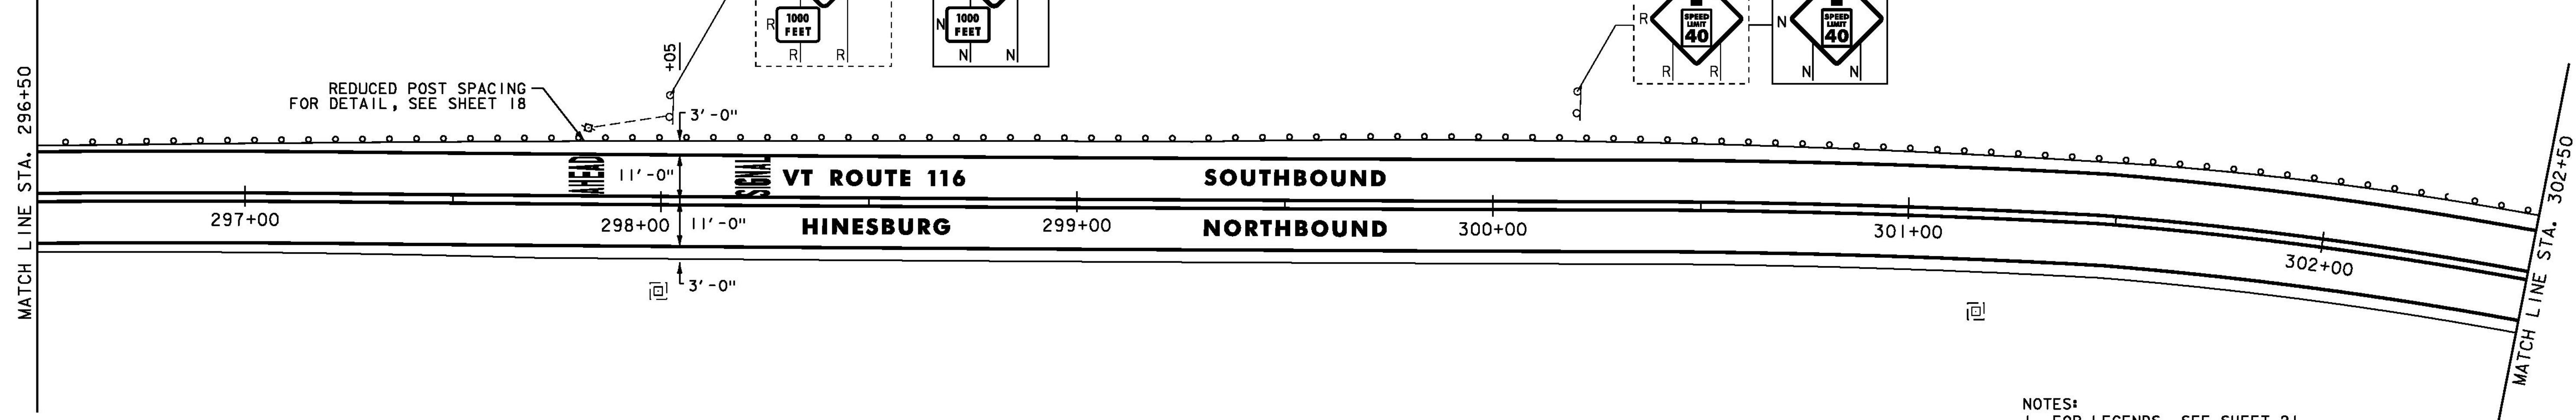 MATCH LINE STA. 296+50
REDUCED POST SPACING
FOR DETAIL, SEE SHEET 18
+05
3'-0"
R
1000
FEET
R
R
N
1000
FEET
N
N
R
SPEED
LIMIT
40
R
R
N
SPEED
LIMIT
40
N
N
AHEAD
11'-0"
SIGNAL
VT ROUTE 116
SOUTHBOUND
297+00
298+00
11'-0"
HINESBURG
299+00
NORTHBOUND
300+00
301+00
302+00
3'-0"
MATCH LINE STA. 302+50
NOTES: